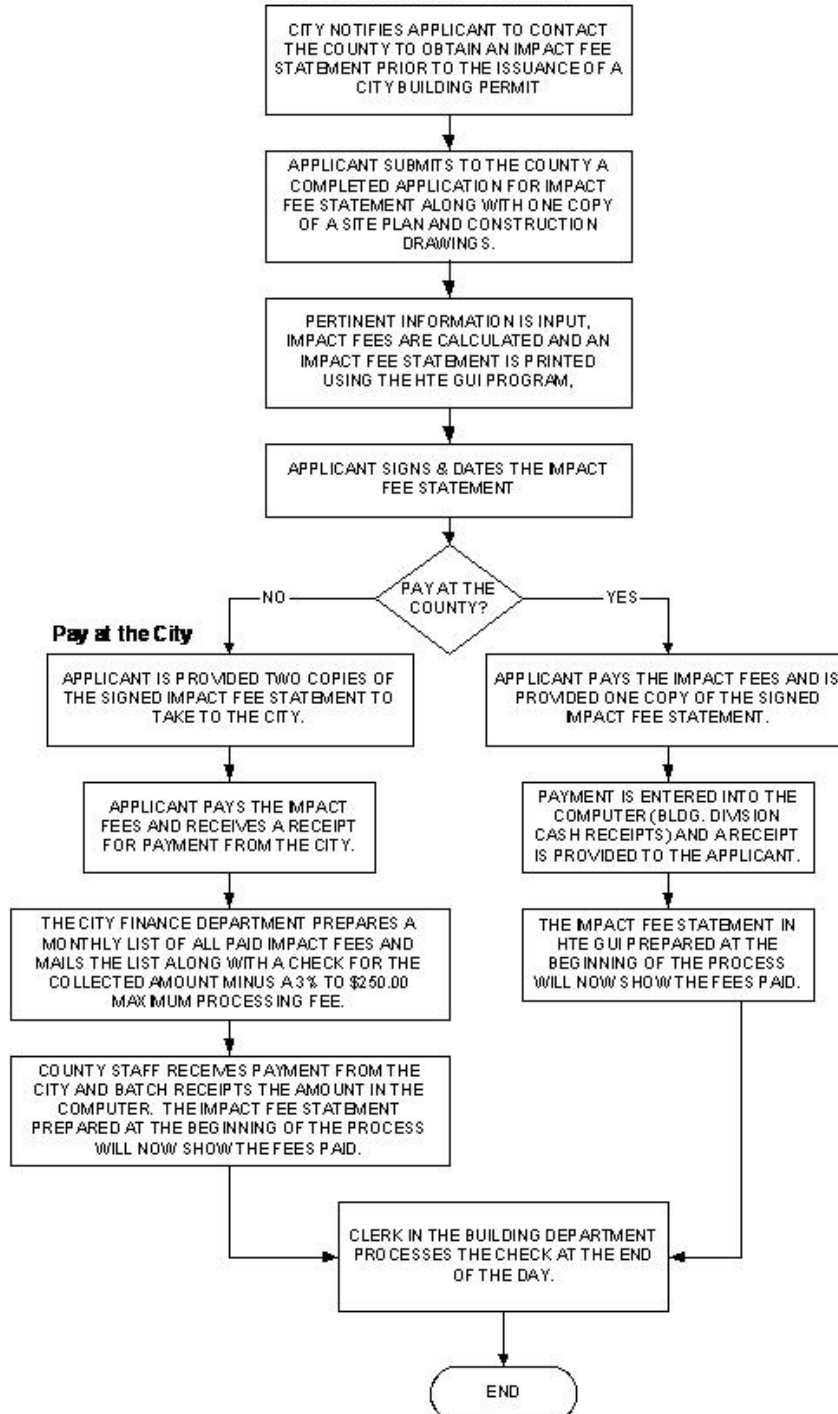 CITY NOTIFIES APPLICANT TO CONTACT
THE COUNTY TO OBTAIN AN IMPACT FEE
STATEMENT PRIOR TO THE ISSUANCE OF A
CITY BUILDING PERMIT
APPLICANT SUBMITS TO THE COUNTY A
COMPLETED APPLICATION FOR IMPACT
FEE STATEMENT ALONG WITH ONE COPY
OF A SITE PLAN AND CONSTRUCTION
DRAWINGS.
PERTINENT INFORMATION IS INPUT,
IMPACT FEES ARE CALCULATED AND AN
IMPACT FEE STATEMENT IS PRINTED
USING THE HTE GUI PROGRAM,
APPLICANT SIGNS & DATES THE IMPACT
FEE STATEMENT
PAY AT THE
COUNTY?
NO
YES
Pay at the City
APPLICANT IS PROVIDED TWO COPIES OF
THE SIGNED IMPACT FEE STATEMENT TO
TAKE TO THE CITY.
APPLICANT PAYS THE IMPACT FEES AND IS
PROVIDED ONE COPY OF THE SIGNED
IMPACT FEE STATEMENT.
APPLICANT PAYS THE IMPACT
FEES AND RECEIVES A RECEIPT
FOR PAYMENT FROM THE CITY.
PAYMENT IS ENTERED INTO THE
COMPUTER (BLDG. DIVISION
CASH RECEIPTS) AND A RECEIPT
IS PROVIDED TO THE APPLICANT.
THE CITY FINANCE DEPARTMENT PREPARES A
MONTHLY LIST OF ALL PAID IMPACT FEES AND
MAILS THE LIST ALONG WITH A CHECK FOR THE
COLLECTED AMOUNT MINUS A 3% TO $250.00
MAXIMUM PROCESSING FEE.
THE IMPACT FEE STATEMENT IN
HTE GUI PREPARED AT THE
BEGINNING OF THE PROCESS
WILL NOW SHOW THE FEES PAID.
COUNTY STAFF RECEIVES PAYMENT FROM THE
CITY AND BATCH RECEIPTS THE AMOUNT IN THE
COMPUTER. THE IMPACT FEE STATEMENT
PREPARED AT THE BEGINNING OF THE PROCESS
WILL NOW SHOW THE FEES PAID.
CLERK IN THE BUILDING DEPARTMENT
PROCESSES THE CHECK AT THE END
OF THE DAY.
END